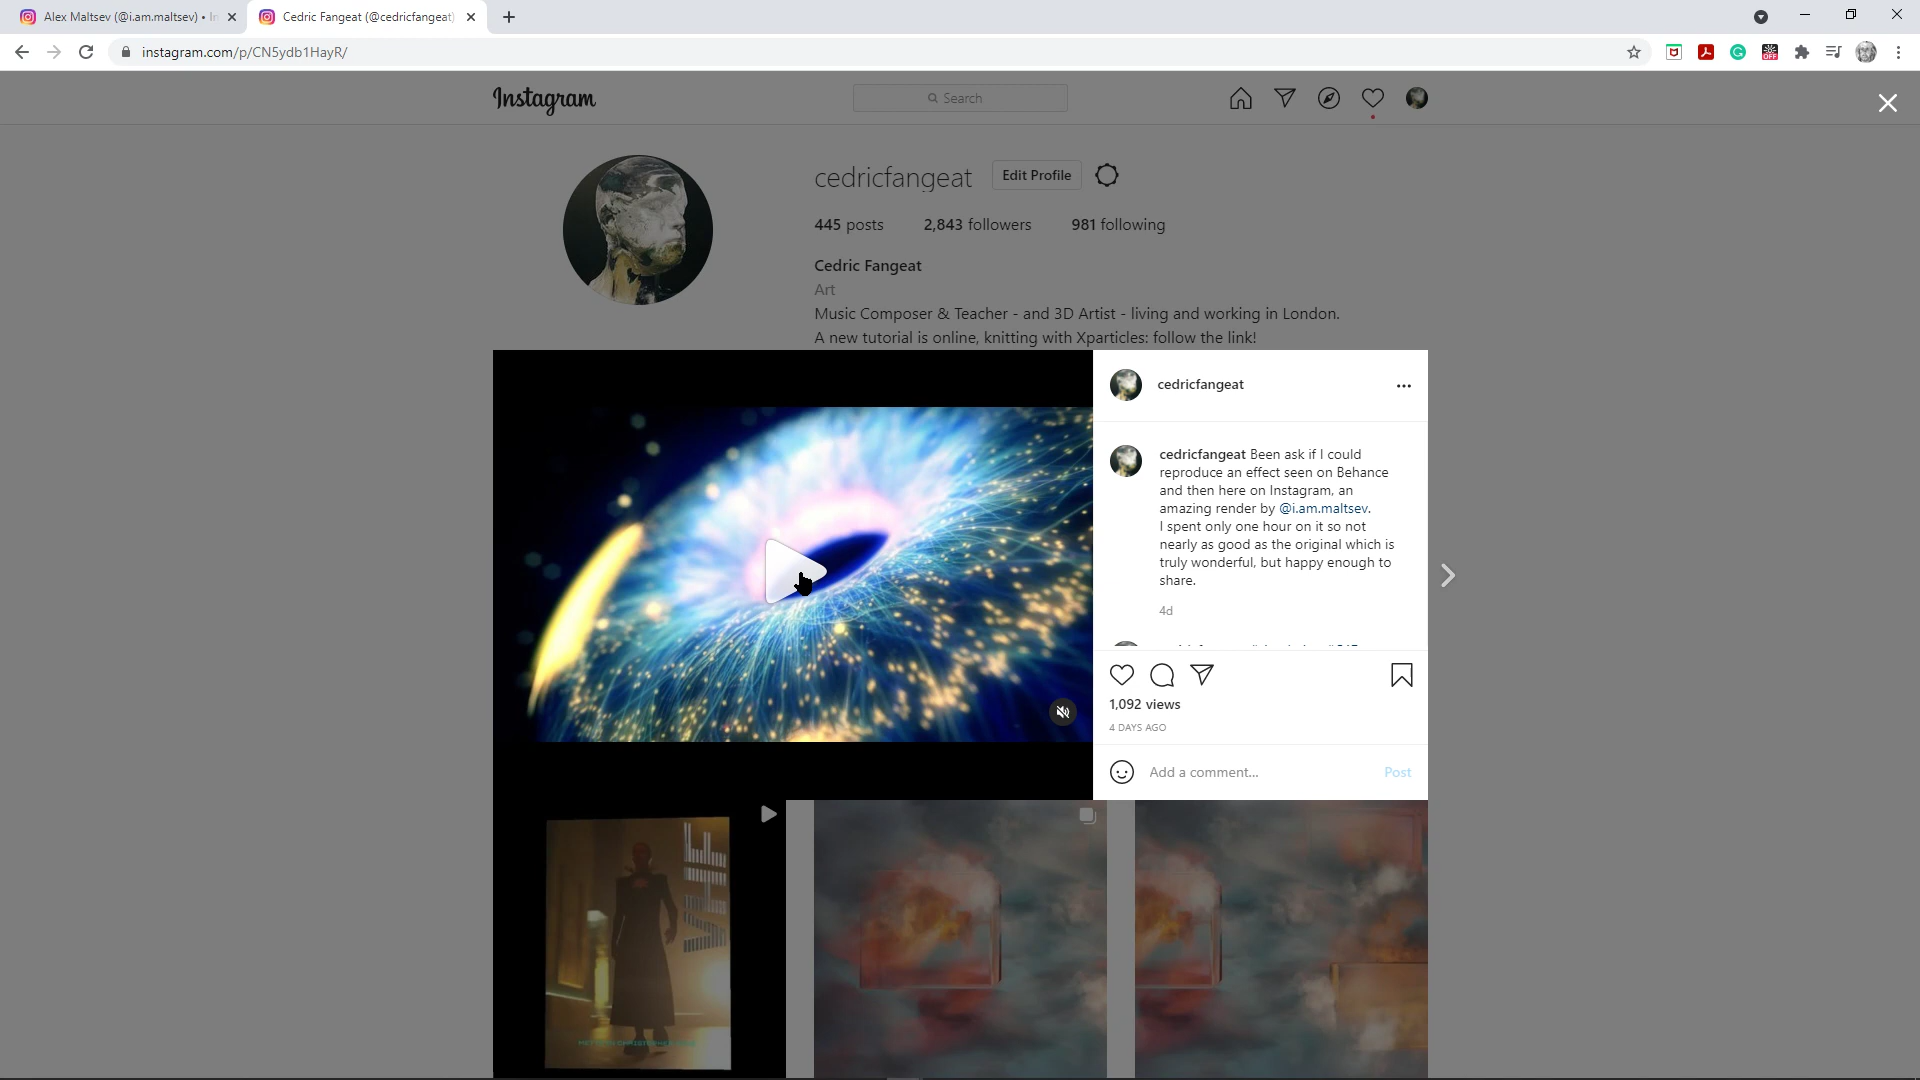 Alex Maltsev (@i.am.maltsev) • In
Cedric Fangeat (@cedricfangeat)
instagram.com/p/CN5ydb1HayR/
OFF
Instagram
Search
cedricfangeat
Edit Profile
445 posts
2,843 followers
981 following
Cedric Fangeat
Art
Music Composer & Teacher - and 3D Artist - living and working in London.
A new tutorial is online, knitting with Xparticles: follow the link!
cedricfangeat
cedricfangeat Been ask if I could
reproduce an effect seen on Behance
and then here on Instagram, an
amazing render by @i.am.maltsev.
I spent only one hour on it so not
nearly as good as the original which is
truly wonderful, but happy enough to
share.
4d
1,092 views
4 DAYS AGO
Add a comment...
Post